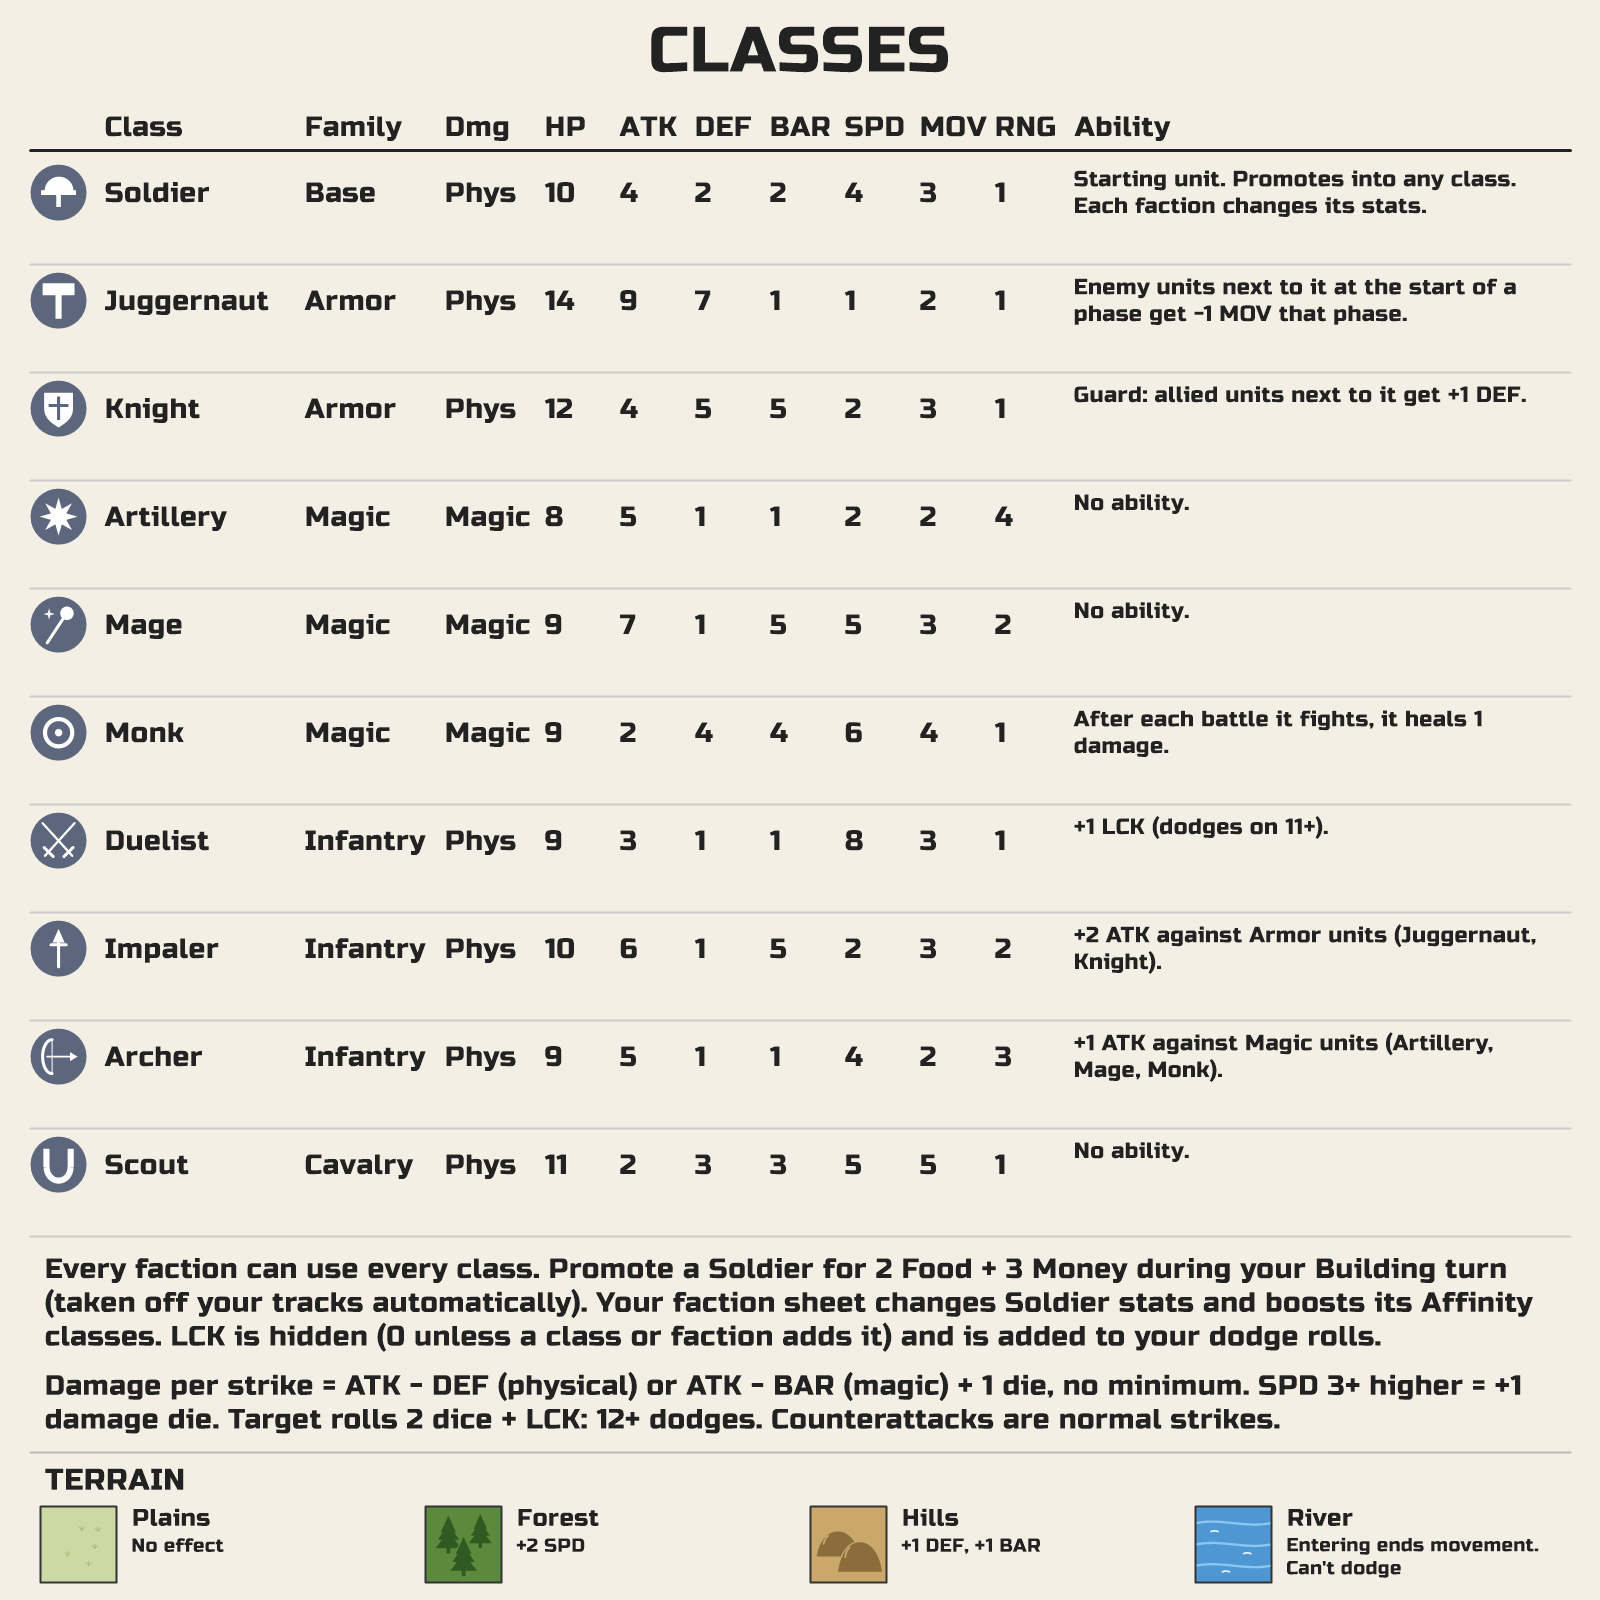 CLASSES
Class Family Dmg HP ATK DEF BAR SPD MOV RNG Ability
Soldier Base Phys 10 4 2 2 4 3 1 Starting unit. Promotes into any class.
Each faction changes its stats.
Juggernaut Armor Phys 14 9 7 1 1 2 1 Enemy units next to it at the start of a
phase get -1 MOV that phase.
Knight Armor Phys 12 4 5 5 2 3 1 Guard: allied units next to it get +1 DEF.
Artillery Magic Magic 8 5 1 1 2 2 4 No ability.
Mage Magic Magic 9 7 1 5 5 3 2 No ability.
Monk Magic Magic 9 2 4 4 6 4 1 After each battle it fights, it heals 1
damage.
Duelist Infantry Phys 9 3 1 1 8 3 1 +1 LCK (dodges on 11+).
Impaler Infantry Phys 10 6 1 5 2 3 2 +2 ATK against Armor units (Juggernaut,
Knight).
Archer Infantry Phys 9 5 1 1 4 2 3 +1 ATK against Magic units (Artillery,
Mage, Monk).
Scout Cavalry Phys 11 2 3 3 5 5 1 No ability.
Every faction can use every class. Promote a Soldier for 2 Food + 3 Money during your Building turn
(taken off your tracks automatically). Your faction sheet changes Soldier stats and boosts its Affinity
classes. LCK is hidden (0 unless a class or faction adds it) and is added to your dodge rolls.
Damage per strike = ATK - DEF (physical) or ATK - BAR (magic) + 1 die, no minimum. SPD 3+ higher = +1
damage die. Target rolls 2 dice + LCK: 12+ dodges. Counterattacks are normal strikes.
TERRAIN
Plains
No effect
Forest
+2 SPD
Hills
+1 DEF, +1 BAR
River
Entering ends movement.
Can't dodge